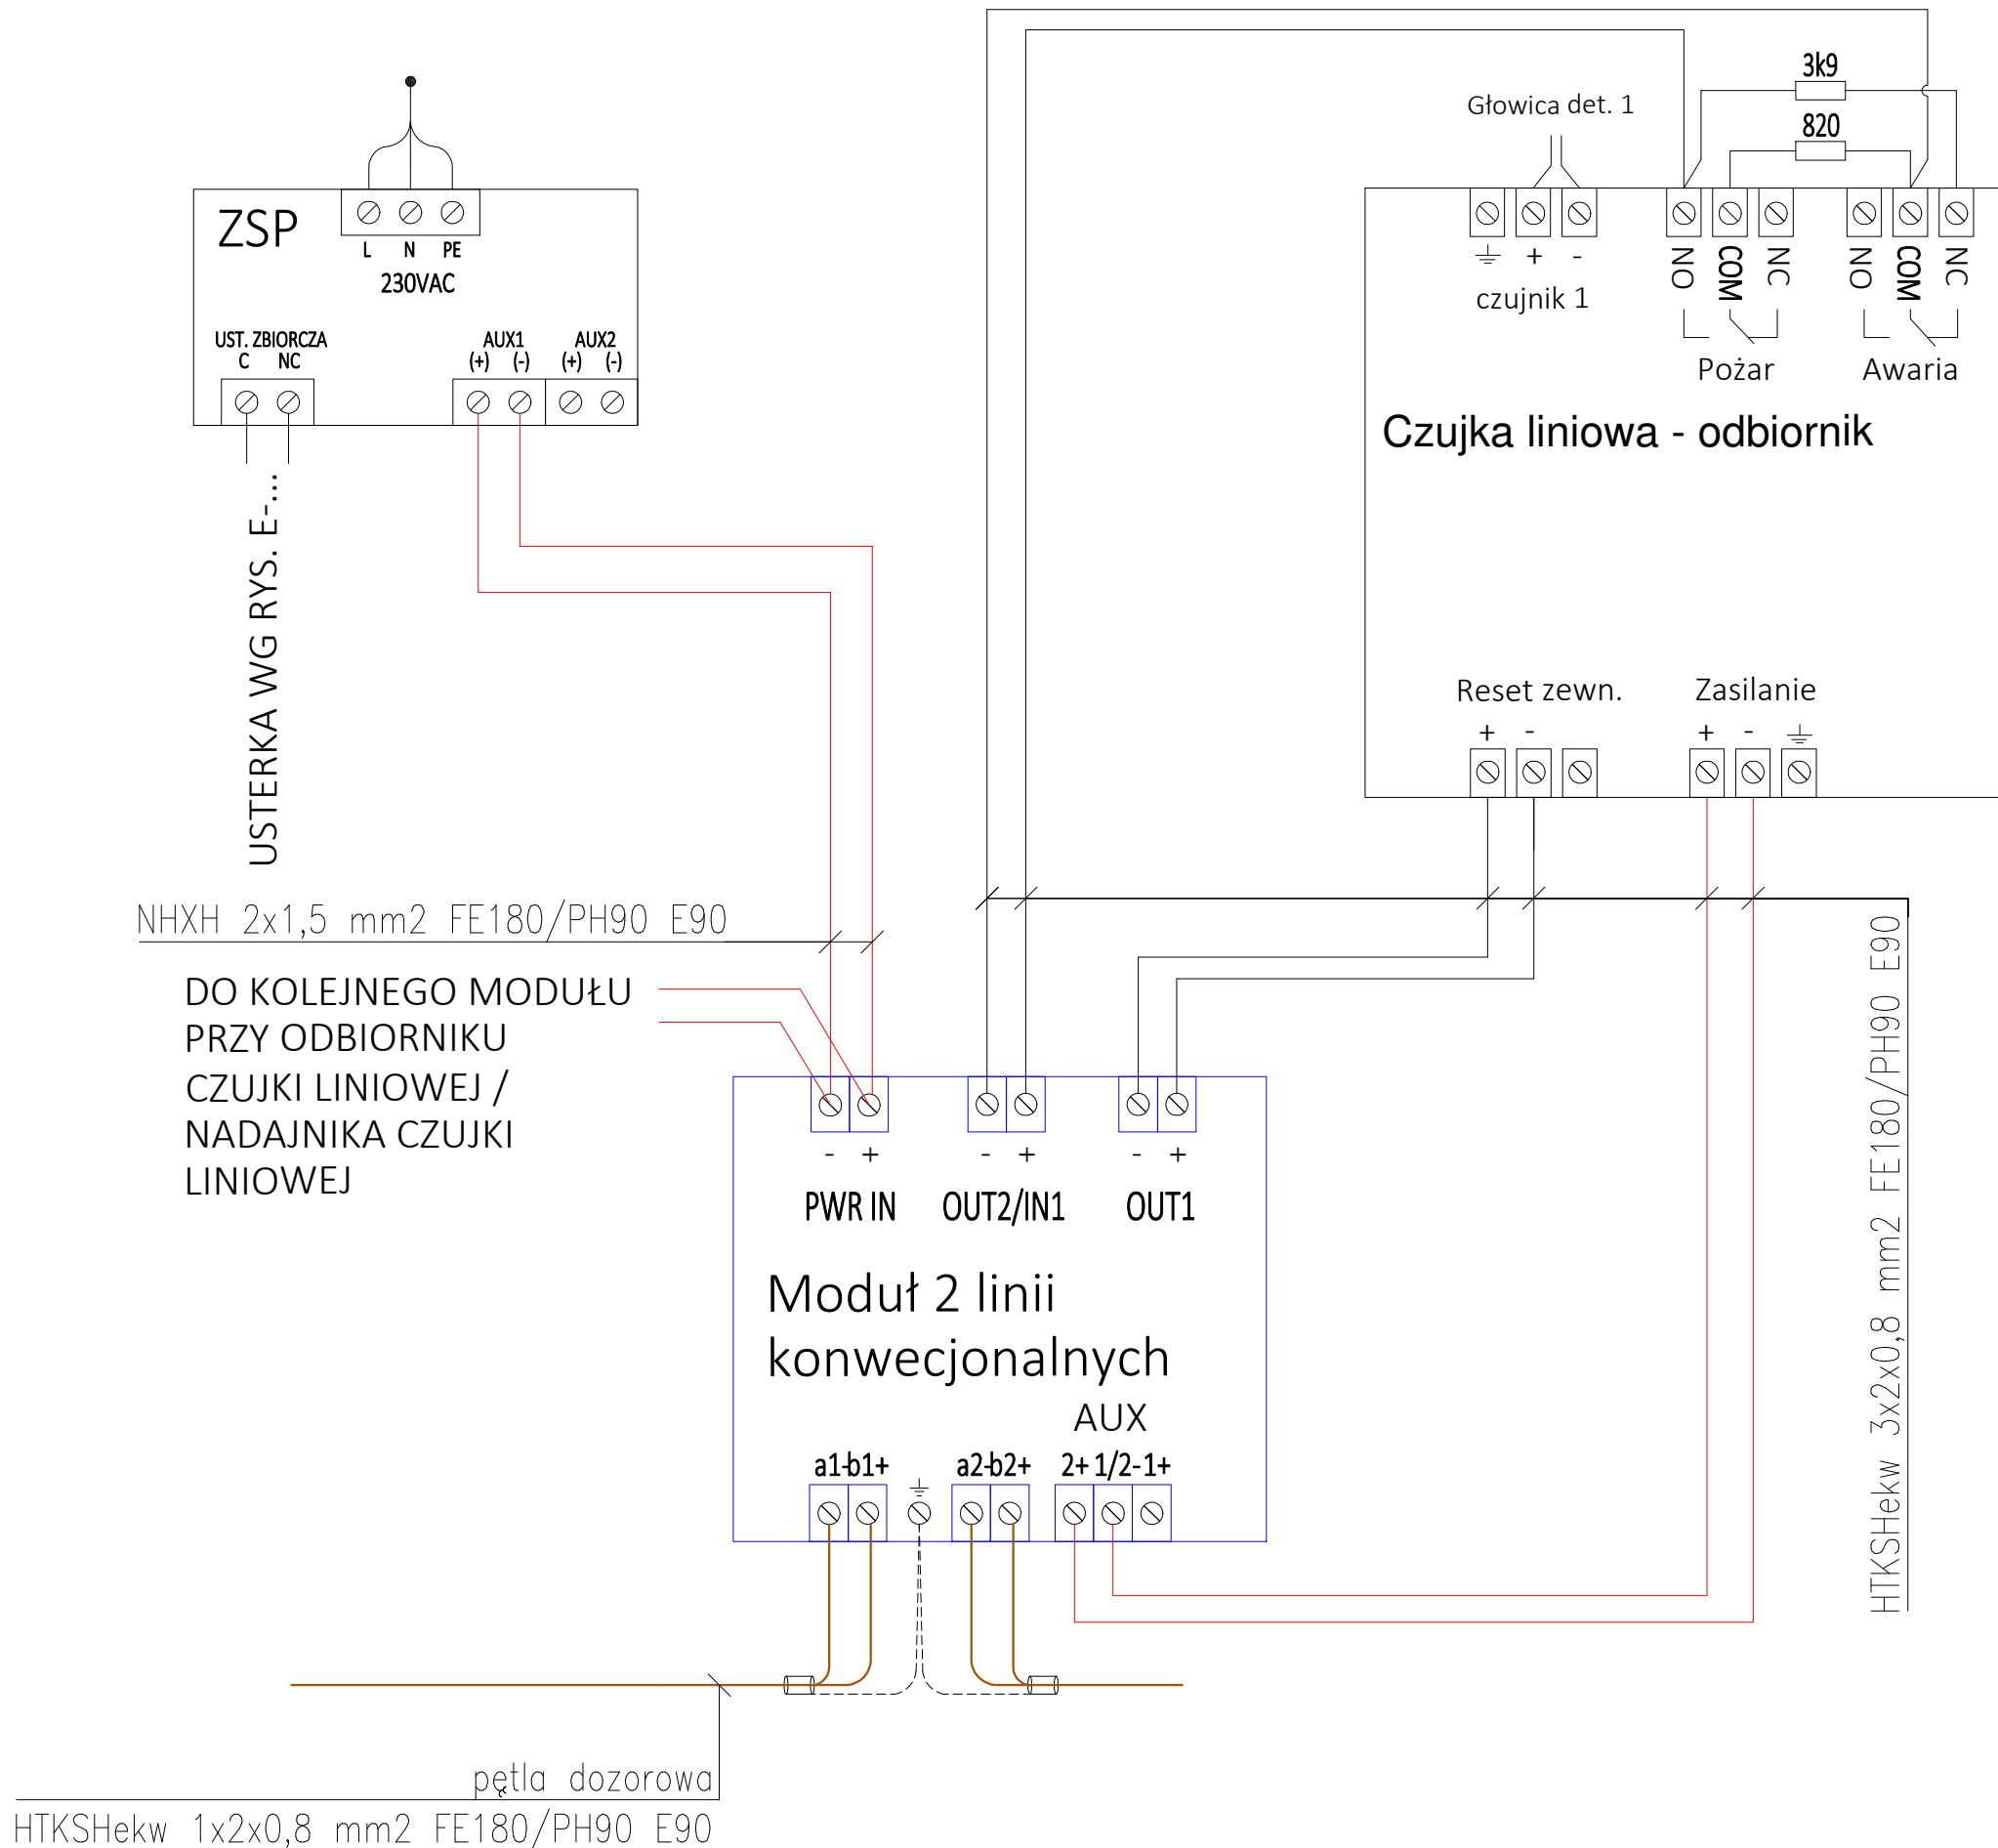 ZSP
L N PE
230VAC
UST. ZBIORCZA
C NC
AUX1
(+) (-)
AUX2
(+) (-)
USTERKA WG RYS. E-...
NHXH 2x1,5 mm2 FE180/PH90 E90
DO KOLEJNEGO MODUŁU
PRZY ODBIORNIKU
CZUJKI LINIOWEJ /
NADAJNIKA CZUJKI
LINIOWEJ
3k9
820
Głowica det. 1
+ -
czujnik 1
NO COM NC
Pożar
NO COM NC
Awaria
Czujka liniowa - odbiornik
Reset zewn.
+ -
Zasilanie
+ -
HTKSHekw 3x2x0,8 mm2 FE180/PH90 E90
- +
PWR IN
- +
OUT2/IN1
- +
OUT1
Moduł 2 linii
konwecjonalnych
AUX
a1-b1+
a2-b2+
2+ 1/2-1+
pętla dozorowa
HTKSHekw 1x2x0,8 mm2 FE180/PH90 E90